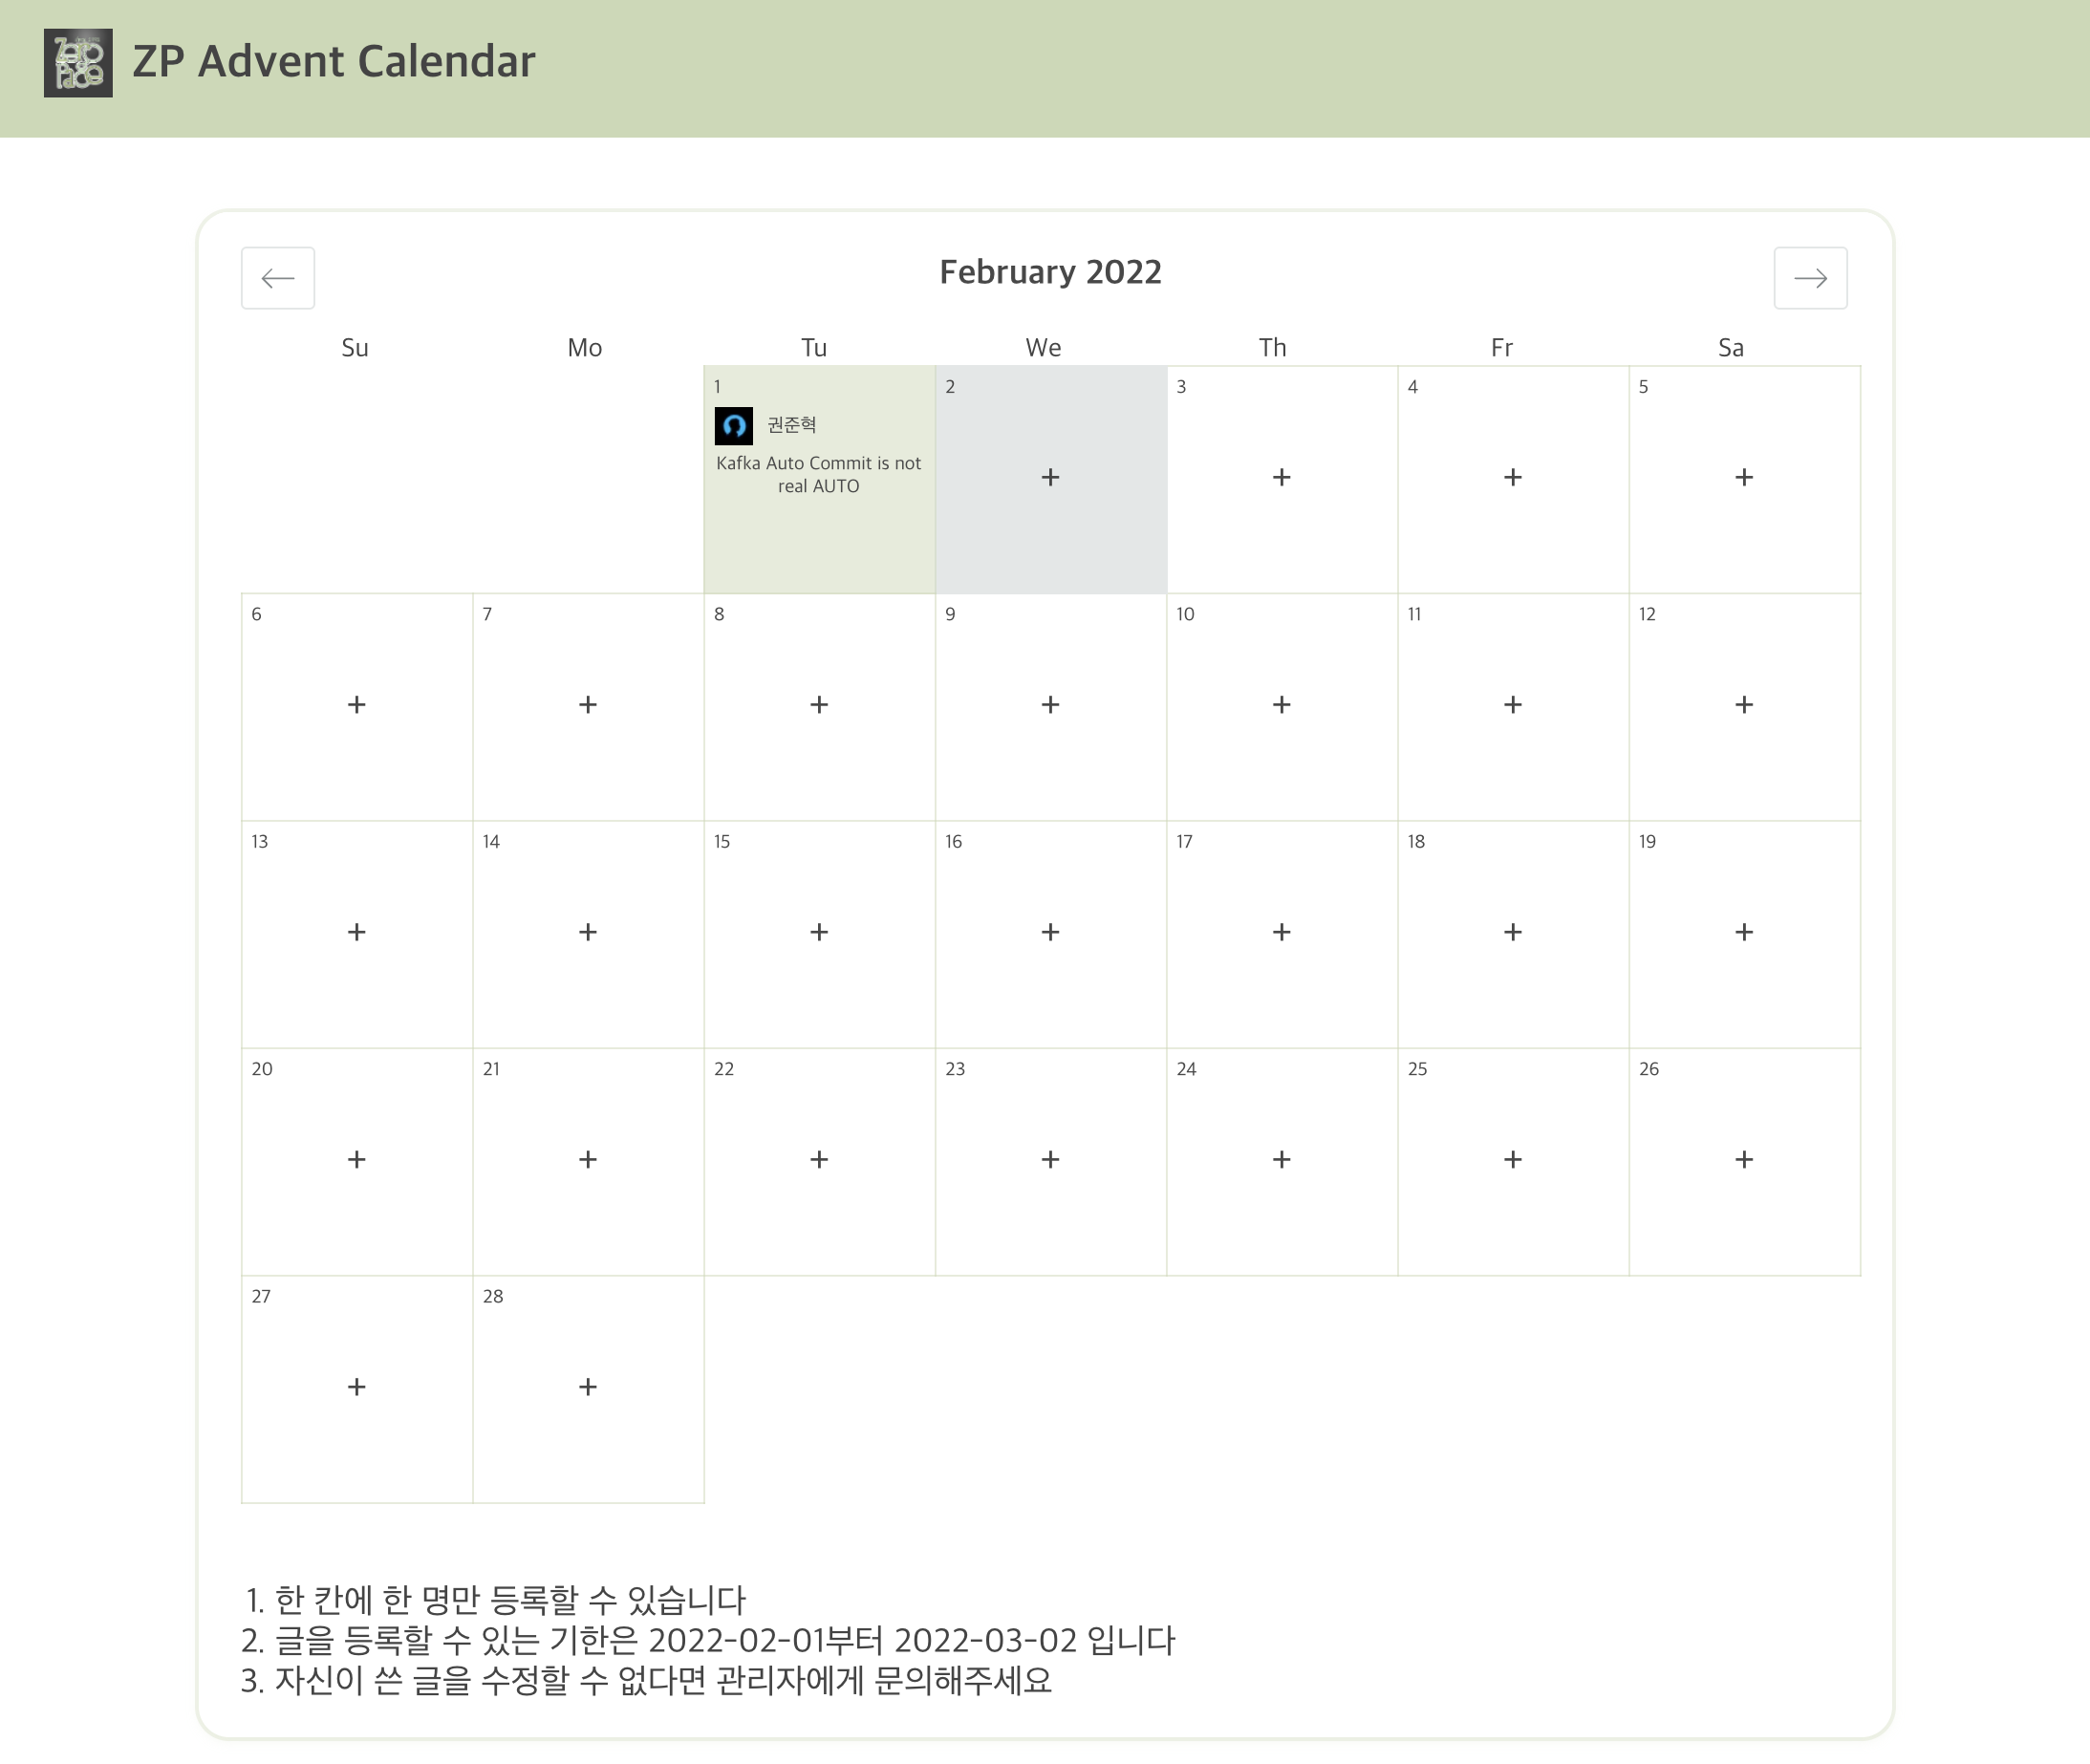 Zero Page
ZP Advent Calendar
February 2022
Su Mo Tu We Th Fr Sa
1 2 3 4 5
권준혁
Kafka Auto Commit is not
real AUTO
+ + + +
6 7 8 9 10 11 12
+ + + + + + +
13 14 15 16 17 18 19
+ + + + + + +
20 21 22 23 24 25 26
+ + + + + + +
27 28
+ +
1. 한 칸에 한 명만 등록할 수 있습니다
2. 글을 등록할 수 있는 기한은 2022-02-01부터 2022-03-02 입니다
3. 자신이 쓴 글을 수정할 수 없다면 관리자에게 문의해주세요